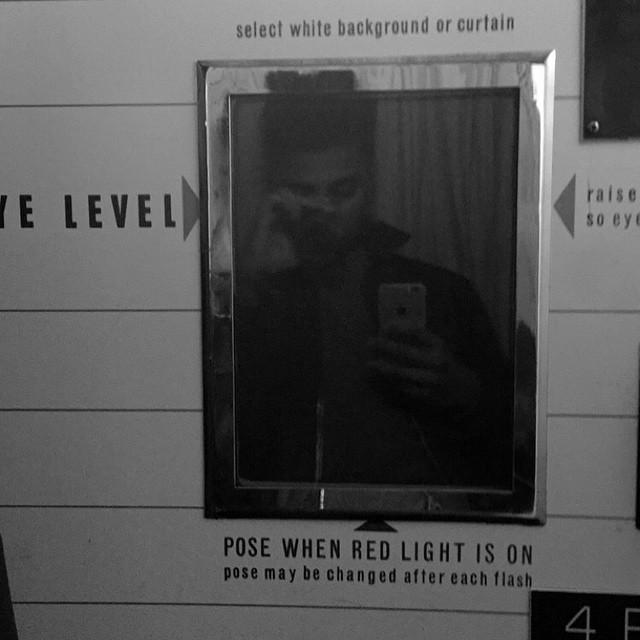 select white background or curtain
YE LEVEL
raise
so eye
POSE WHEN RED LIGHT IS ON
pose may be changed after each flash
4